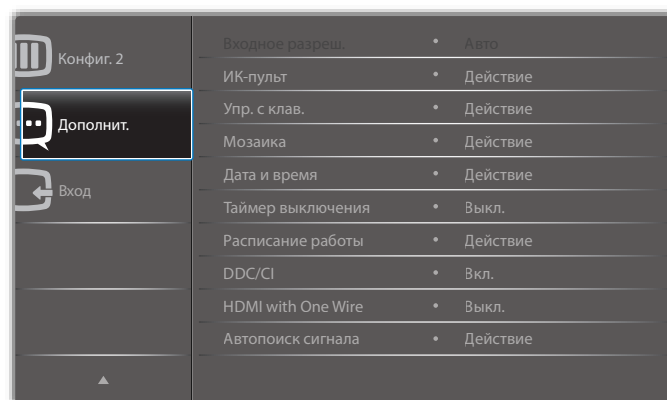 Конфиг. 2
Дополнит.
Вход
Входное разреш. • Авто
ИК-пульт • Действие
Упр. с клав. • Действие
Мозаика • Действие
Дата и время • Действие
Таймер выключения • Выкл.
Расписание работы • Действие
DDC/CI • Вкл.
HDMI with One Wire • Выкл.
Автопоиск сигнала • Действие